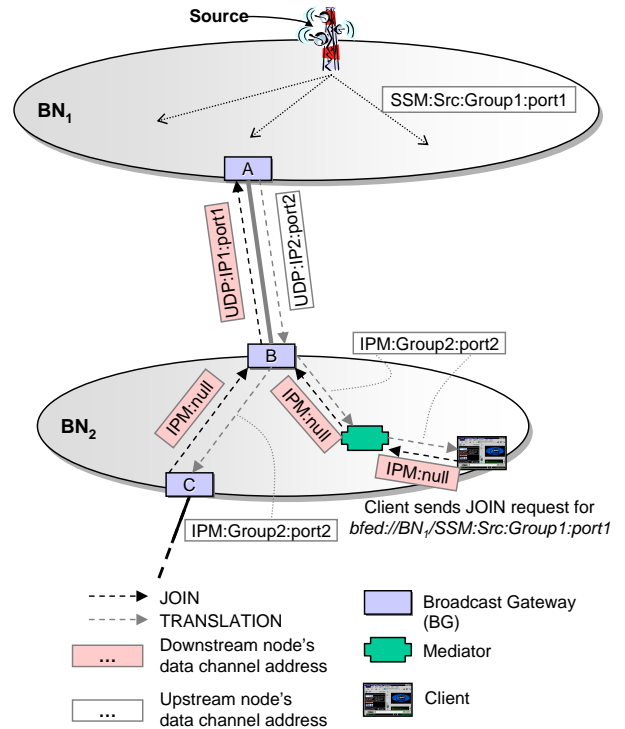 Source
SSM:Src:Group1:port1
BN1
A
UDP:IP1:port1
UDP:IP2:port2
IPM:Group2:port2
B
IPM:null
IPM:null
BN2
IPM:null
C
Client sends JOIN request for
bfed://BN1/SSM:Src:Group1:port1
IPM:Group2:port2
JOIN
TRANSLATION
... Downstream node's
data channel address
... Upstream node's
data channel address
Broadcast Gateway
(BG)
Mediator
Client